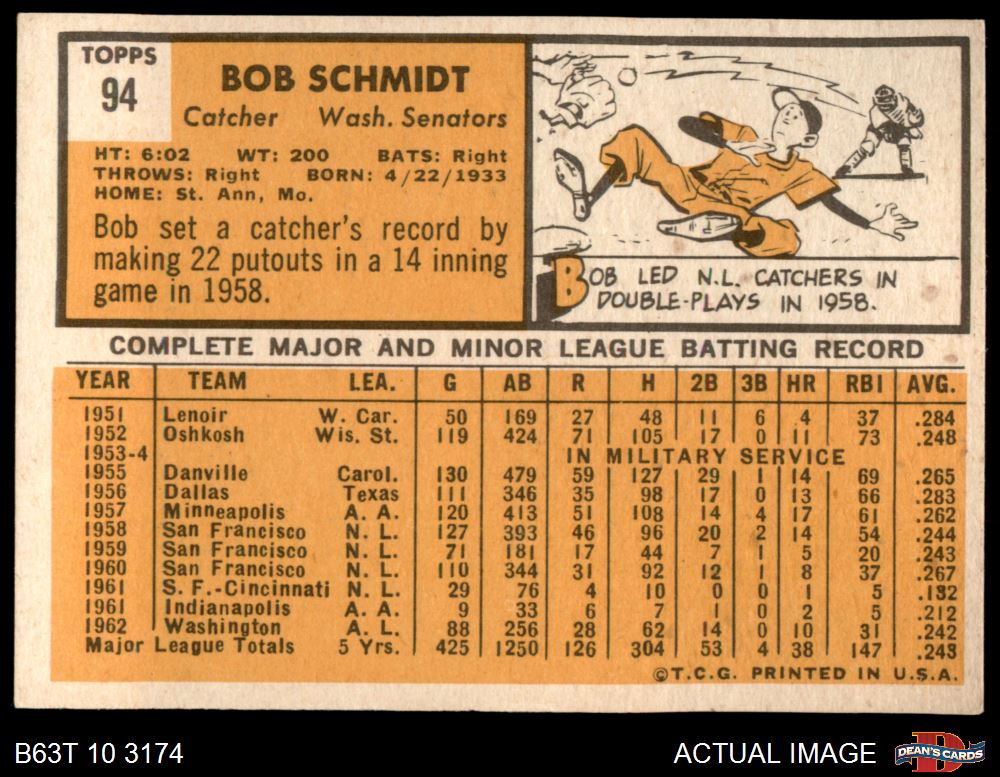 TOPPS
94
BOB SCHMIDT
Catcher Wash. Senators
HT: 6:02 WT: 200 BATS: Right
THROWS: Right BORN: 4/22/1933
HOME: St. Ann, Mo.
Bob set a catcher's record by
making 22 putouts in a 14 inning
game in 1958.
BOB LED N.L. CATCHERS IN
DOUBLE-PLAYS IN 1958.
COMPLETE MAJOR AND MINOR LEAGUE BATTING RECORD
YEAR TEAM LEA. G AB R H 2B 3B HR RBI AVG.
1951 Lenoir W. Car. 50 169 27 48 11 6 4 37 .284
1952 Oshkosh Wis. St. 119 424 71 105 17 0 11 73 .248
1953-4 IN MILITARY SERVICE
1955 Danville Carol. 130 479 59 127 29 1 14 69 .265
1956 Dallas Texas 111 346 35 98 17 0 13 66 .283
1957 Minneapolis A. A. 120 413 51 108 14 4 17 61 .262
1958 San Francisco N. L. 127 393 46 96 20 2 14 54 .244
1959 San Francisco N. L. 71 181 17 44 7 1 5 20 .243
1960 San Francisco N. L. 110 344 31 92 12 1 8 37 .267
1961 S. F.-Cincinnati N. L. 29 76 4 10 0 0 1 5 .132
1961 Indianapolis A. A. 9 33 6 7 1 0 2 5 .212
1962 Washington A. L. 88 256 28 62 14 0 10 31 .242
Major League Totals 5 Yrs. 425 1250 126 304 53 4 38 147 .243
©T.C.G. PRINTED IN U.S.A.
B63T 10 3174
ACTUAL IMAGE
D
DEAN'S CARDS